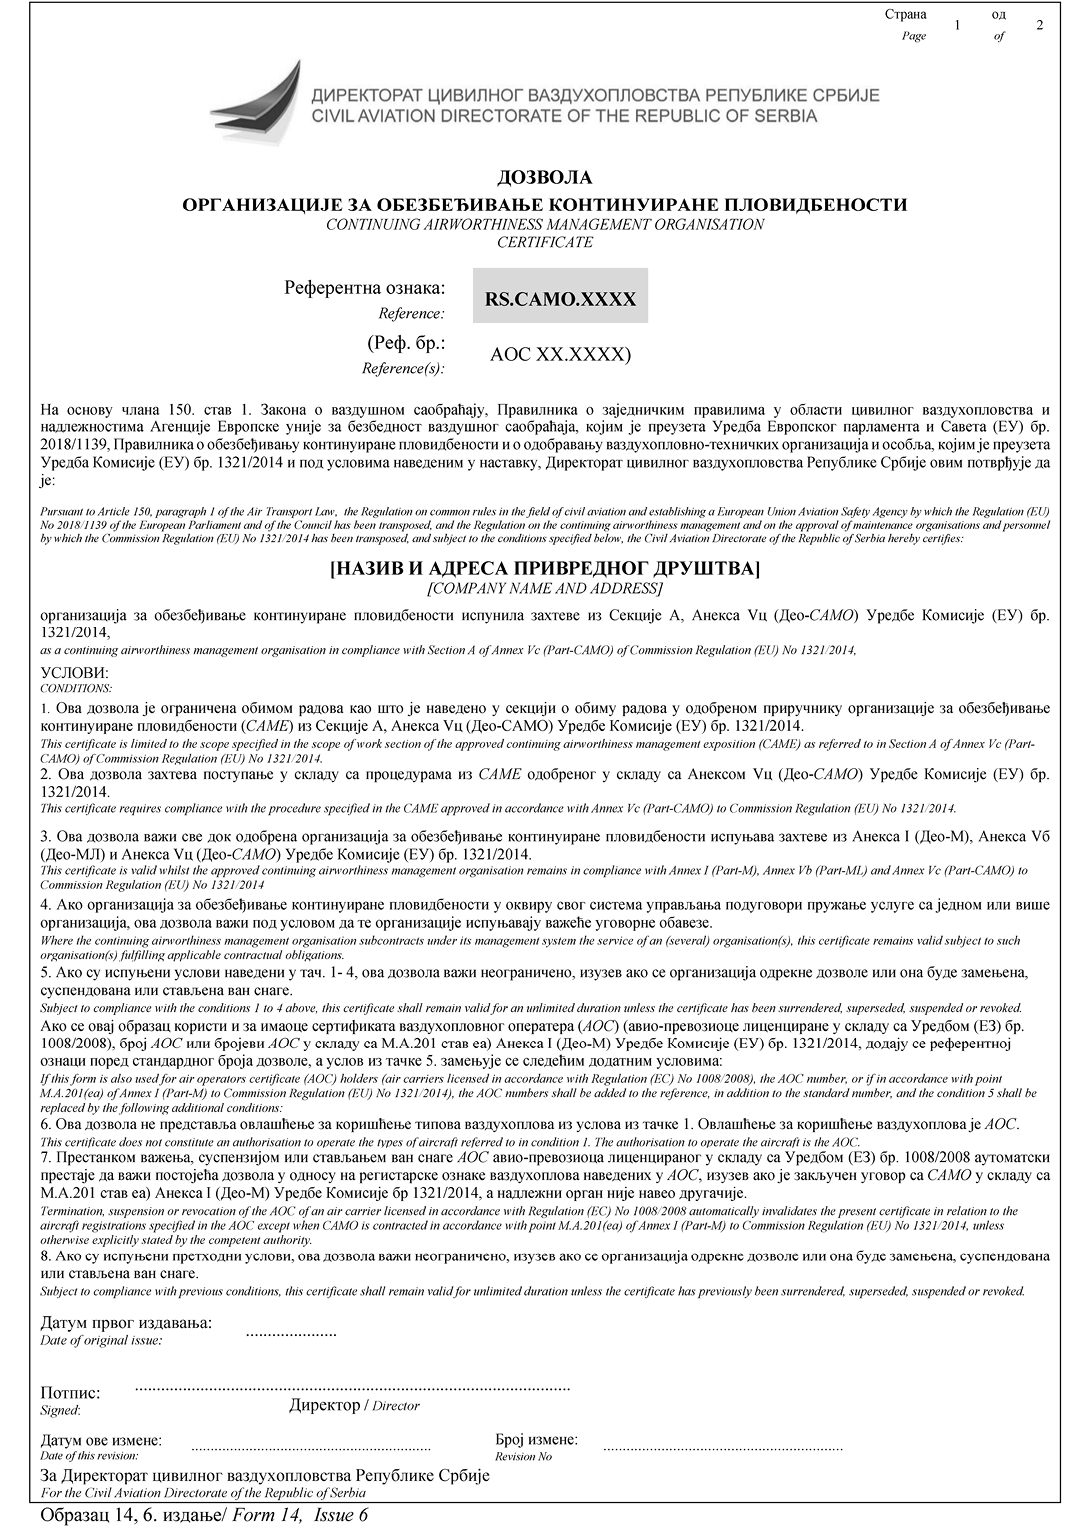 Страна 1 од 2
Page of
ДИРЕКТОРАТ ЦИВИЛНОГ ВАЗДУХОПЛОВСТВА РЕПУБЛИКЕ СРБИЈЕ
CIVIL AVIATION DIRECTORATE OF THE REPUBLIC OF SERBIA
ДОЗВОЛА
ОРГАНИЗАЦИЈЕ ЗА ОБЕЗБЕЂИВАЊЕ КОНТИНУИРАНЕ ПЛОВИДБЕНОСТИ
CONTINUING AIRWORTHINESS MANAGEMENT ORGANISATION
CERTIFICATE
Референтна ознака:
Reference:
RS.CAMO.XXXX
(Реф. бр.:
Reference(s):
АОС XX.XXXX)
На основу члана 150. став 1. Закона о ваздушном саобраћају, Правилника о заједничким правилима у области цивилног ваздухопловства и
надлежностима Агенције Европске уније за безбедност ваздушног саобраћаја, којим је преузета Уредба Европског парламента и Савета (ЕУ) бр.
2018/1139, Правилника о обезбеђивању континуиране пловидбености и о одобравању ваздухопловно-техничких организација и особља, којим је преузета
Уредба Комисије (ЕУ) бр. 1321/2014 и под условима наведеним у наставку, Директорат цивилног ваздухопловства Републике Србије овим потврђује да
је:
Pursuant to Article 150, paragraph 1 of the Air Transport Law, the Regulation on common rules in the field of civil aviation and establishing a European Union Aviation Safety Agency by which the Regulation (EU)
No 2018/1139 of the European Parliament and of the Council has been transposed, and the Regulation on the continuing airworthiness management and on the approval of maintenance organisations and personnel
by which the Commission Regulation (EU) No 1321/2014 has been transposed, and subject to the conditions specified below, the Civil Aviation Directorate of the Republic of Serbia hereby certifies:
[НАЗИВ И АДРЕСА ПРИВРЕДНОГ ДРУШТВА]
[COMPANY NAME AND ADDRESS]
организација за обезбеђивање континуиране пловидбености испунила захтеве из Секције А, Анекса Vц (Део-CAMO) Уредбе Комисије (ЕУ) бр.
1321/2014,
as a continuing airworthiness management organisation in compliance with Section A of Annex Vc (Part-CAMO) of Commission Regulation (EU) No 1321/2014,
УСЛОВИ:
CONDITIONS:
1. Ова дозвола је ограничена обимом радова као што је наведено у секцији о обиму радова у одобреном приручнику организације за обезбеђивање
континуиране пловидбености (CAME) из Секције А, Анекса Vц (Део-CAMO) Уредбе Комисије (ЕУ) бр. 1321/2014.
This certificate is limited to the scope specified in the scope of work section of the approved continuing airworthiness management exposition (CAME) as referred to in Section A of Annex Vc (Part-
CAMO) of Commission Regulation (EU) No 1321/2014.
2. Ова дозвола захтева поступање у складу са процедурама из CAME одобреног у складу са Анексом Vц (Део-CAMO) Уредбе Комисије (ЕУ) бр.
1321/2014.
This certificate requires compliance with the procedure specified in the CAME approved in accordance with Annex Vc (Part-CAMO) to Commission Regulation (EU) No 1321/2014.
3. Ова дозвола важи све док одобрена организација за обезбеђивање континуиране пловидбености испуњава захтеве из Анекса I (Део-М), Анекса Vб
(Део-МЛ) и Анекса Vц (Део-CAMO) Уредбе Комисије (ЕУ) бр. 1321/2014.
This certificate is valid whilst the approved continuing airworthiness management organisation remains in compliance with Annex I (Part-M), Annex Vb (Part-ML) and Annex Vc (Part-CAMO) to
Commission Regulation (EU) No 1321/2014
4. Ако организација за обезбеђивање континуиране пловидбености у оквиру свог система управљања подуговори пружање услуге са једном или више
организација, ова дозвола важи под условом да те организације испуњавају важеће уговорне обавезе.
Where the continuing airworthiness management organisation subcontracts under its management system the service of an (several) organisation(s), this certificate remains valid subject to such
organisation(s) fulfilling applicable contractual obligations.
5. Ако су испуњени услови наведени у тач. 1- 4, ова дозвола важи неограничено, изузев ако се организација одрекне дозволе или она буде замењена,
суспендована или стављена ван снаге.
Subject to compliance with the conditions 1 to 4 above, this certificate shall remain valid for an unlimited duration unless the certificate has been surrendered, superseded, suspended or revoked.
Ако се овај образац користи и за имаоце сертификата ваздухопловног оператера (AOC) (авио-превозиоце лиценциране у складу са Уредбом (ЕЗ) бр.
1008/2008), број AOC или бројеви AOC у складу са M.A.201 став еа) Анекса I (Део-М) Уредбе Комисије (ЕУ) бр. 1321/2014, додају се референтној
ознаки поред стандардног броја дозволе, а услов из тачке 5. замењује се следећим додатним условима:
If this form is also used for air operators certificate (AOC) holders (air carriers licensed in accordance with Regulation (EC) No 1008/2008), the AOC number, or if in accordance with point
M.A.201(ea) of Annex I (Part-M) to Commission Regulation (EU) No 1321/2014), the AOC numbers shall be added to the reference, in addition to the standard number, and the condition 5 shall be
replaced by the following additional conditions:
6. Ова дозвола не представља овлашћење за коришћење типова ваздухоплова из услова из тачке 1. Овлашћење за коришћење ваздухоплова је AOC.
This certificate does not constitute an authorisation to operate the types of aircraft referred to in condition 1. The authorisation to operate the aircraft is the AOC.
7. Престанком важења, суспензијом или стављањем ван снаге AOC авио-превозиоца лиценцираног у складу са Уредбом (ЕЗ) бр. 1008/2008 аутоматски
престаје да важи постојећа дозвола у односу на регистарске ознаке ваздухоплова наведених у AOC, изузев ако је закључен уговор са CAMO у складу са
M.A.201 став еа) Анекса I (Део-М) Уредбе Комисије бр 1321/2014, а надлежни орган није навео другачије.
Termination, suspension or revocation of the AOC of an air carrier licensed in accordance with Regulation (EC) No 1008/2008 automatically invalidates the present certificate in relation to the
aircraft registrations specified in the AOC except when CAMO is contracted in accordance with point M.A.201(ea) of Annex I (Part-M) to Commission Regulation (EU) No 1321/2014, unless
otherwise explicitly stated by the competent authority.
8. Ако су испуњени претходни услови, ова дозвола важи неограничено, изузев ако се организација одрекне дозволе или она буде замењена, суспендована
или стављена ван снаге.
Subject to compliance with previous conditions, this certificate shall remain valid for unlimited duration unless the certificate has previously been surrendered, superseded, suspended or revoked.
Датум првог издавања: .....................
Date of original issue:
Потпис: ....................................................................................................
Signed:
Директор / Director
Датум ове измене: ............................................................ Број измене: ............................................................
Date of this revision: Revision No
За Директорат цивилног ваздухопловства Републике Србије
For the Civil Aviation Directorate of the Republic of Serbia
Образац 14, 6. издање/ Form 14, Issue 6